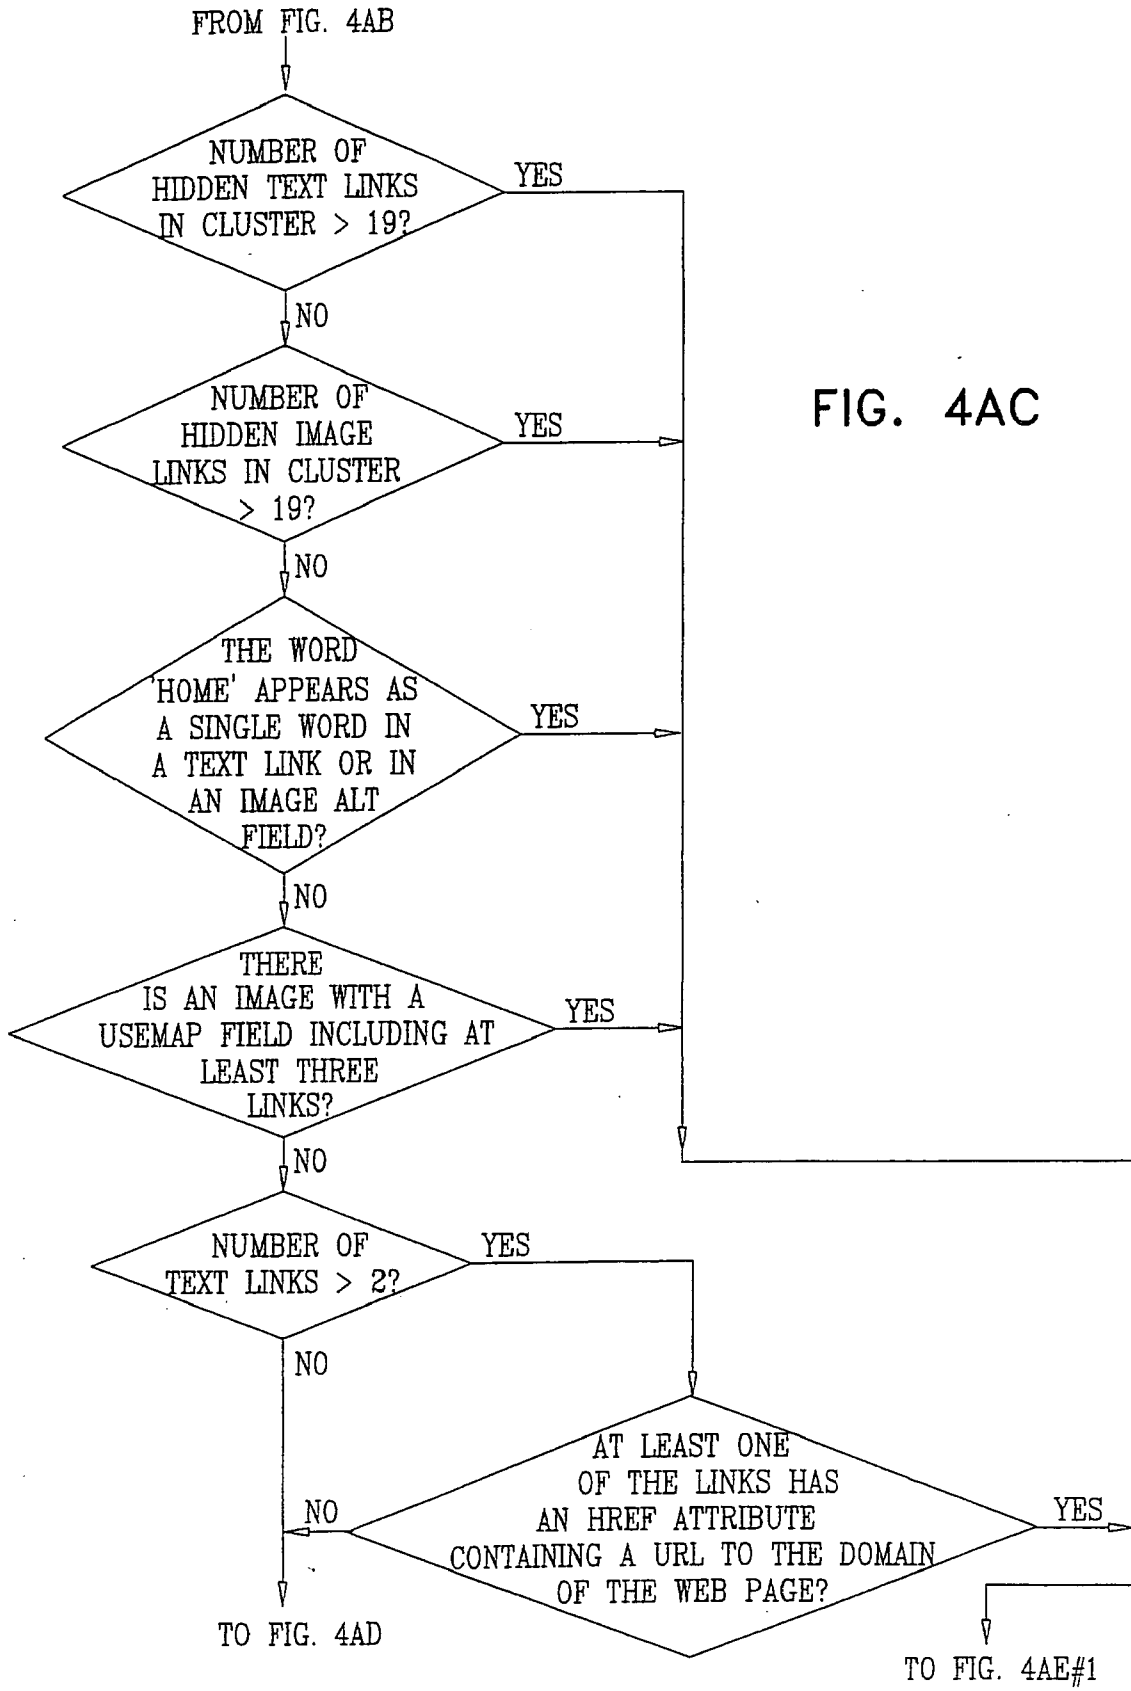 FROM FIG. 4AB
NUMBER OF
HIDDEN TEXT LINKS
IN CLUSTER > 19?
YES
NO
NUMBER OF
HIDDEN IMAGE
LINKS IN CLUSTER
> 19?
YES
FIG. 4AC
NO
THE WORD
'HOME' APPEARS AS
A SINGLE WORD IN
A TEXT LINK OR IN
AN IMAGE ALT
FIELD?
YES
NO
THERE
IS AN IMAGE WITH A
USEMAP FIELD INCLUDING AT
LEAST THREE
LINKS?
YES
NO
NUMBER OF
TEXT LINKS > 2?
YES
NO
AT LEAST ONE
OF THE LINKS HAS
AN HREF ATTRIBUTE
CONTAINING A URL TO THE DOMAIN
OF THE WEB PAGE?
NO
YES
TO FIG. 4AD
TO FIG. 4AE#1